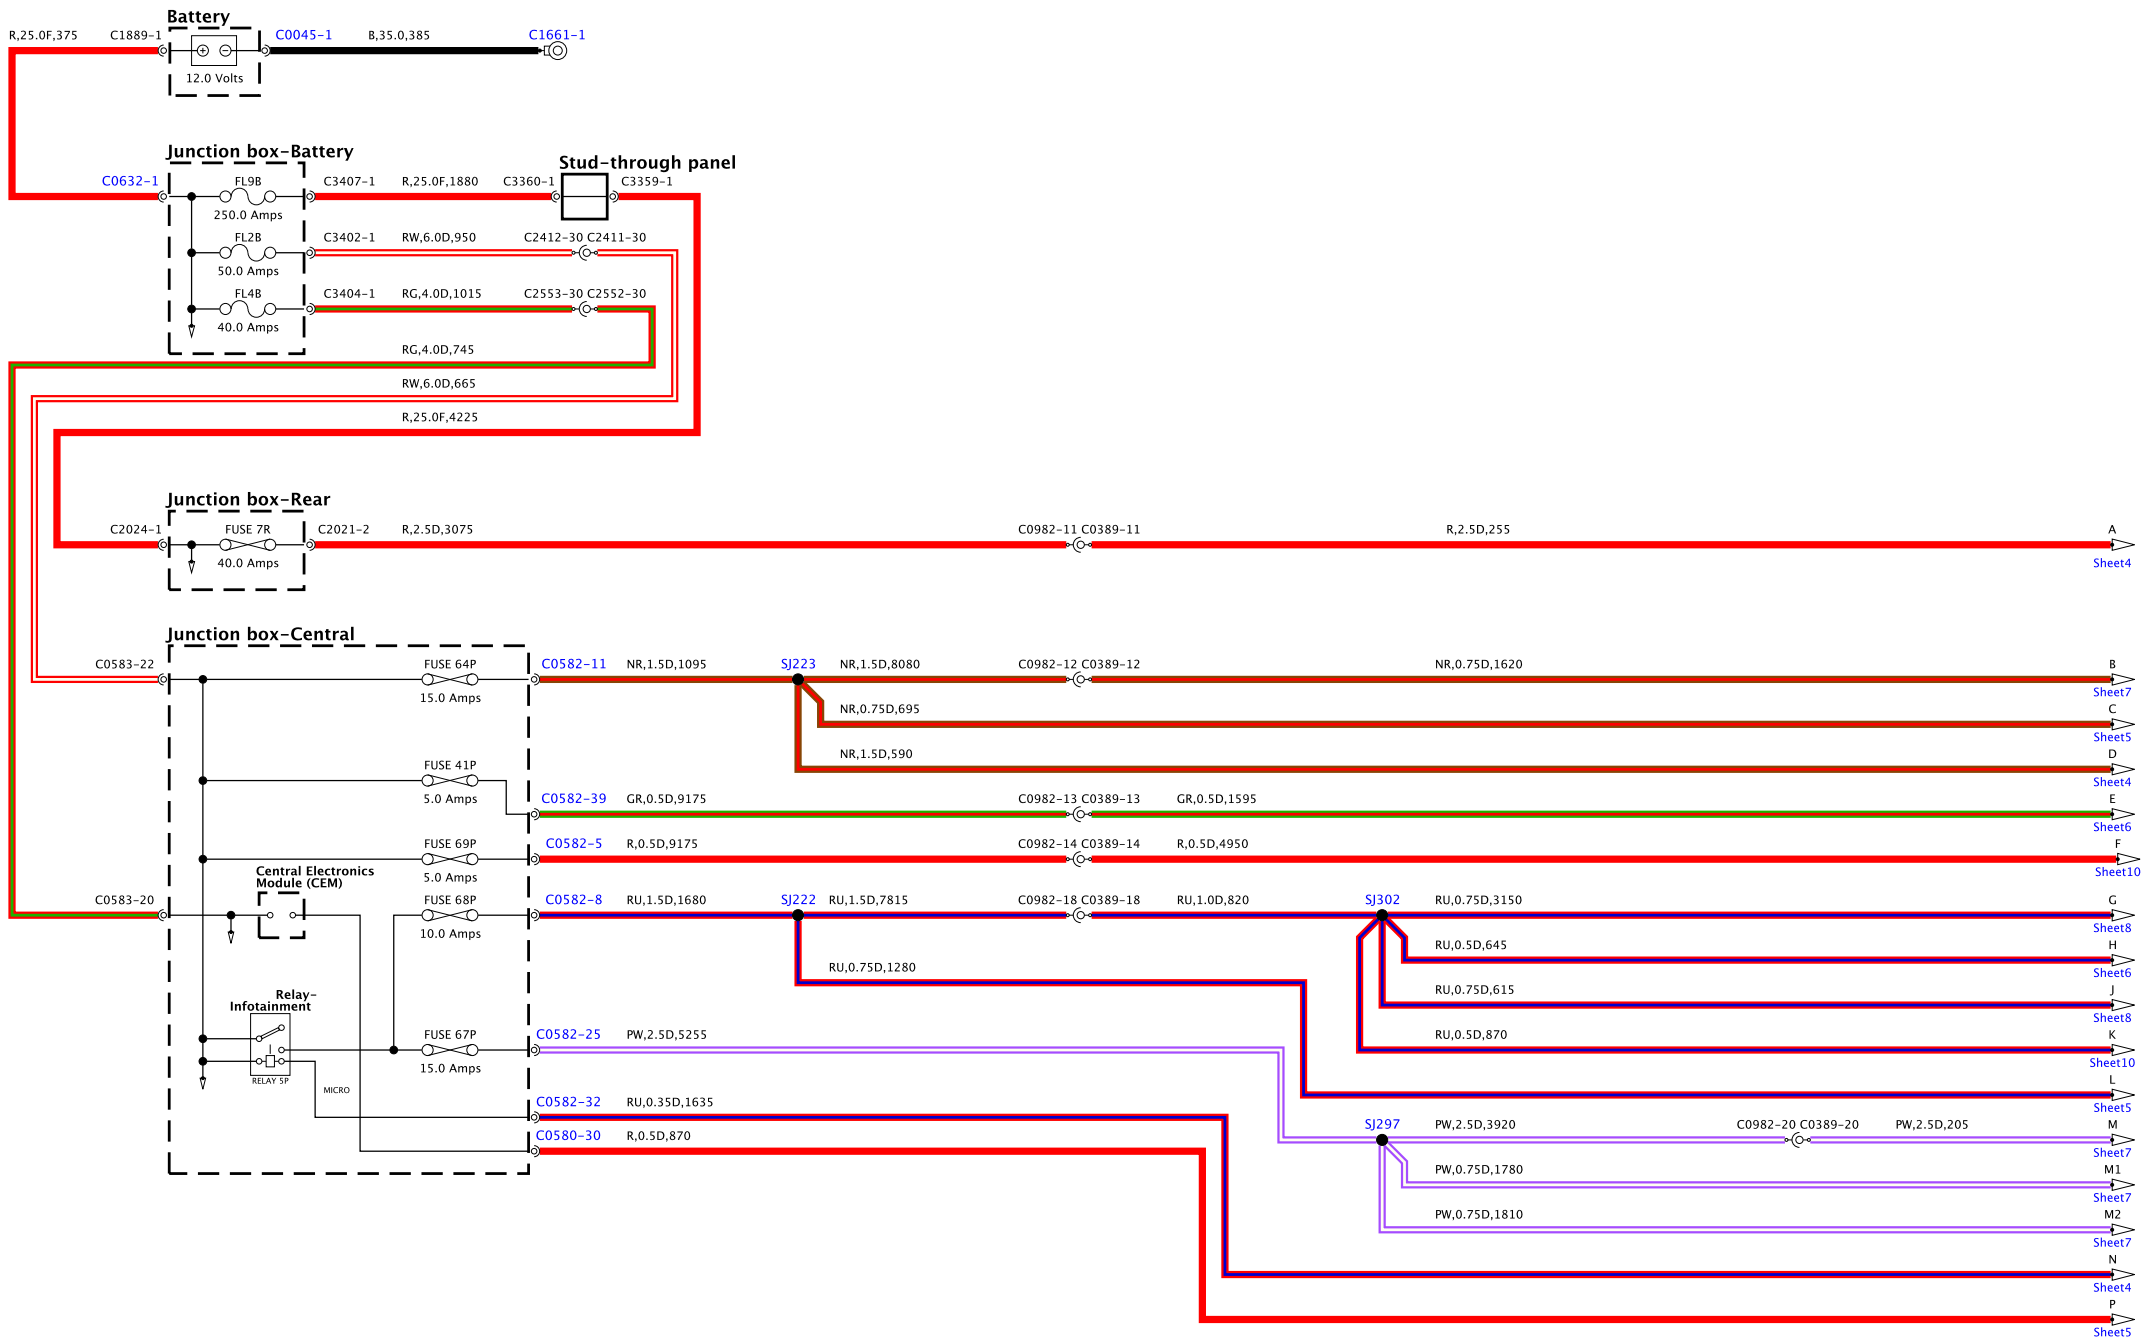 Battery
R,25.0F,375
C1889-1
C0045-1
B,35.0,385
C1661-1
12.0 Volts
Junction box-Battery
Stud-through panel
C0632-1
FL9B
C3407-1
R,25.0F,1880
C3360-1
C3359-1
250.0 Amps
FL2B
C3402-1
RW,6.0D,950
C2412-30 C2411-30
50.0 Amps
FL4B
C3404-1
RG,4.0D,1015
C2553-30 C2552-30
40.0 Amps
RG,4.0D,745
RW,6.0D,665
R,25.0F,4225
Junction box-Rear
C2024-1
FUSE 7R
C2021-2
R,2.5D,3075
C0982-11 C0389-11
R,2.5D,255
A
40.0 Amps
Sheet4
Junction box-Central
C0583-22
FUSE 64P
C0582-11
NR,1.5D,1095
SJ223
NR,1.5D,8080
C0982-12 C0389-12
NR,0.75D,1620
B
15.0 Amps
Sheet7
NR,0.75D,695
C
Sheet5
NR,1.5D,590
D
Sheet4
FUSE 41P
5.0 Amps
C0582-39
GR,0.5D,9175
C0982-13 C0389-13
GR,0.5D,1595
E
Sheet6
FUSE 69P
C0582-5
R,0.5D,9175
C0982-14 C0389-14
R,0.5D,4950
F
5.0 Amps
Sheet10
Central Electronics
Module (CEM)
C0583-20
FUSE 68P
C0582-8
RU,1.5D,1680
SJ222
RU,1.5D,7815
C0982-18 C0389-18
RU,1.0D,820
SJ302
RU,0.75D,3150
G
10.0 Amps
Sheet8
RU,0.5D,645
H
Sheet6
RU,0.75D,1280
RU,0.75D,615
J
Sheet8
Relay-
Infotainment
FUSE 67P
C0582-25
PW,2.5D,5255
RU,0.5D,870
K
15.0 Amps
Sheet10
RELAY 5P
MICRO
L
Sheet5
C0582-32
RU,0.35D,1635
SJ297
PW,2.5D,3920
C0982-20 C0389-20
PW,2.5D,205
M
Sheet7
C0580-30
R,0.5D,870
PW,0.75D,1780
M1
Sheet7
PW,0.75D,1810
M2
Sheet7
N
Sheet4
P
Sheet5